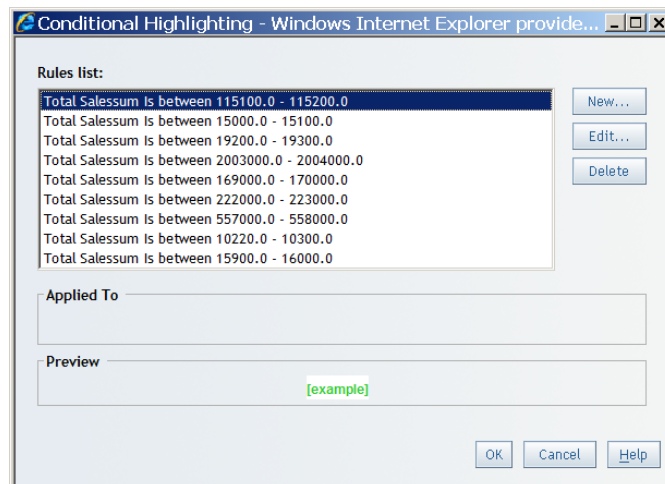 Conditional Highlighting - Windows Internet Explorer provide...
Rules list:
Total Salessum Is between 115100.0 - 115200.0
Total Salessum Is between 15000.0 - 15100.0
Total Salessum Is between 19200.0 - 19300.0
Total Salessum Is between 2003000.0 - 2004000.0
Total Salessum Is between 169000.0 - 170000.0
Total Salessum Is between 222000.0 - 223000.0
Total Salessum Is between 557000.0 - 558000.0
Total Salessum Is between 10220.0 - 10300.0
Total Salessum Is between 15900.0 - 16000.0
New...
Edit...
Delete
Applied To
Preview
[example]
OK
Cancel
Help